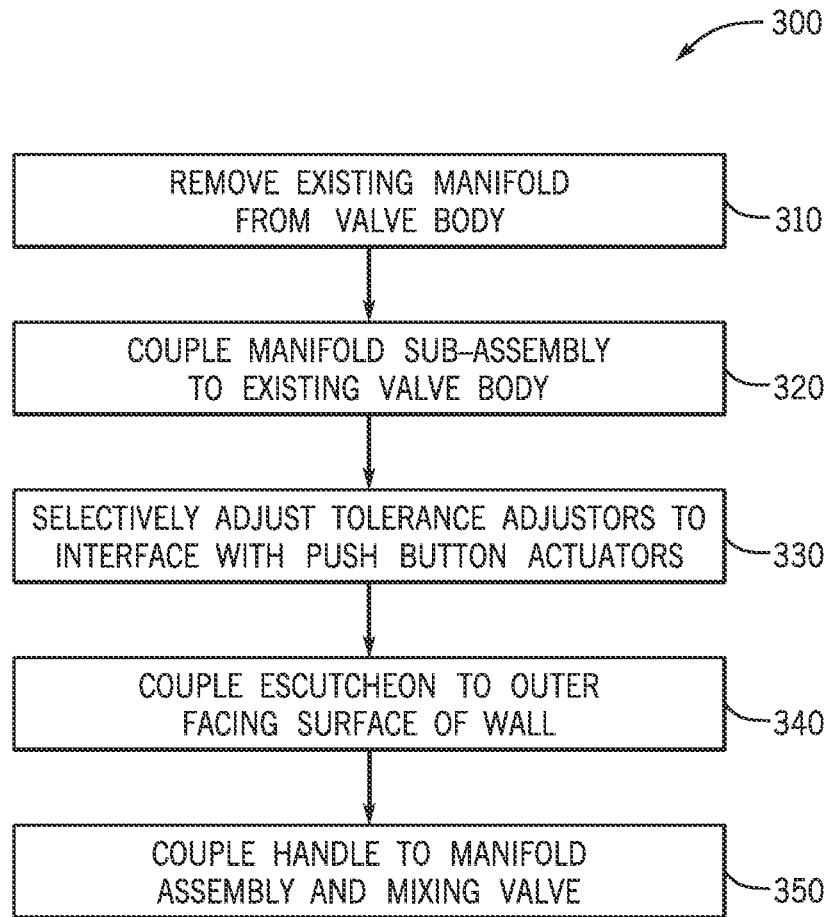 300
REMOVE EXISTING MANIFOLD
FROM VALVE BODY
310
COUPLE MANIFOLD SUB-ASSEMBLY
TO EXISTING VALVE BODY
320
SELECTIVELY ADJUST TOLERANCE ADJUSTORS TO
INTERFACE WITH PUSH BUTTON ACTUATORS
330
COUPLE ESCUTCHEON TO OUTER
FACING SURFACE OF WALL
340
COUPLE HANDLE TO MANIFOLD
ASSEMBLY AND MIXING VALVE
350